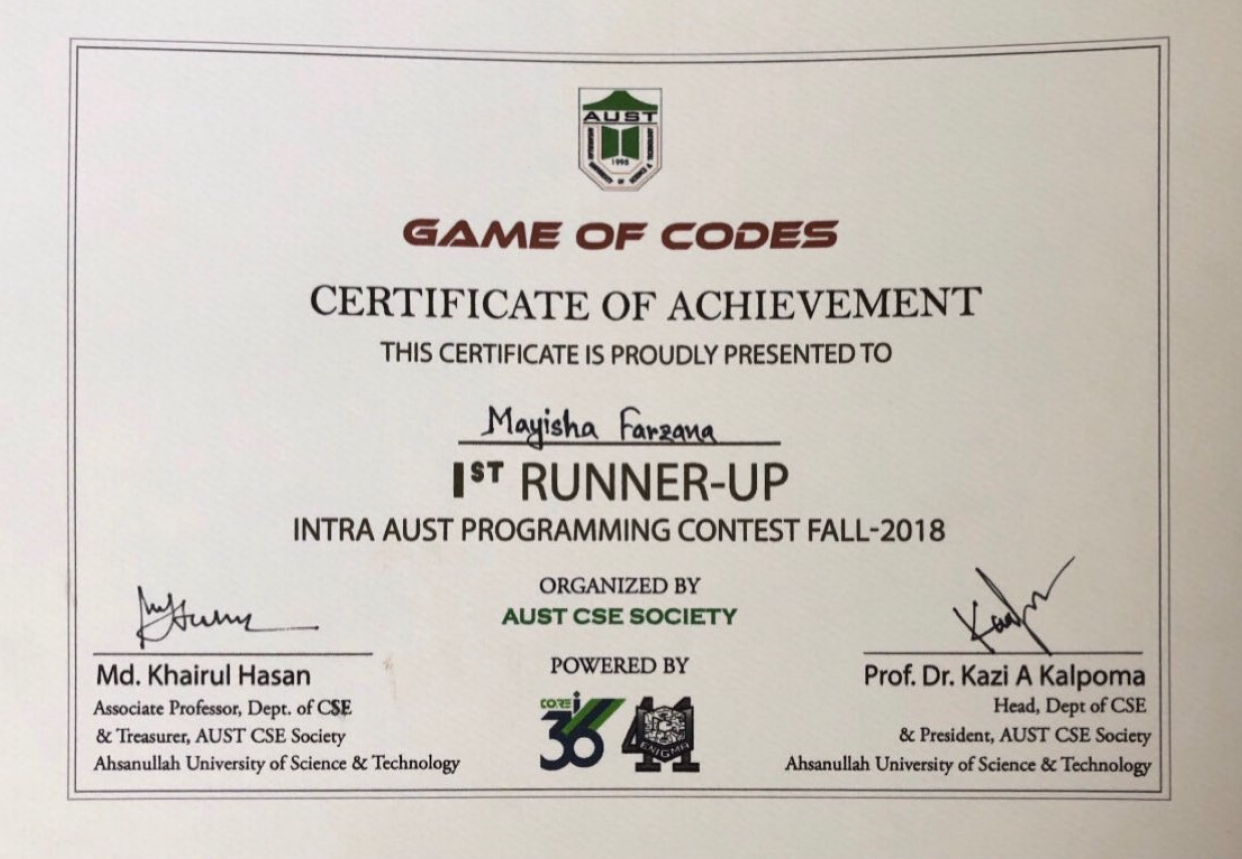 AUST
1995
GAME OF CODES
CERTIFICATE OF ACHIEVEMENT
THIS CERTIFICATE IS PROUDLY PRESENTED TO
Mayisha Farzana
1ST RUNNER-UP
INTRA AUST PROGRAMMING CONTEST FALL-2018
ORGANIZED BY
AUST CSE SOCIETY
POWERED BY
CORE i
36
44
ENIGMA
Md. Khairul Hasan
Associate Professor, Dept. of CSE
& Treasurer, AUST CSE Society
Ahsanullah University of Science & Technology
Prof. Dr. Kazi A Kalpoma
Head, Dept of CSE
& President, AUST CSE Society
Ahsanullah University of Science & Technology